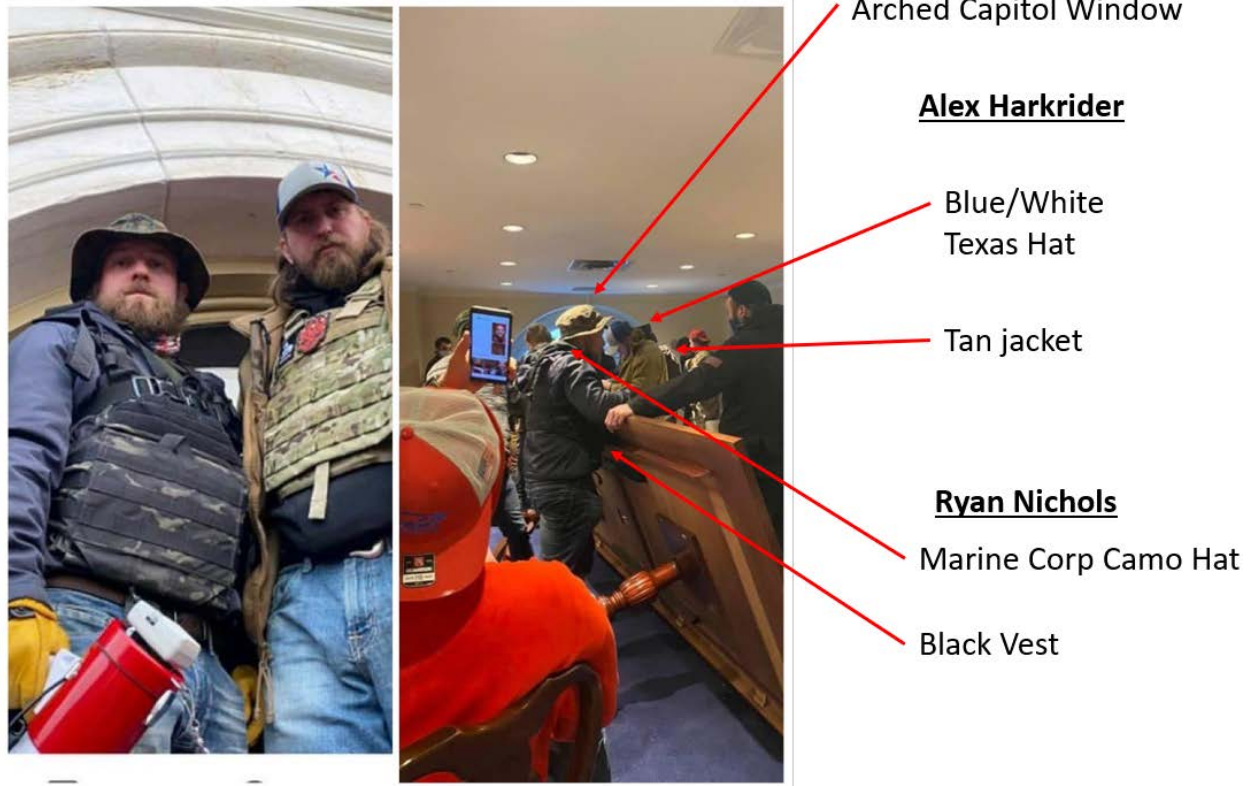 Arched Capitol Window
Alex Harkrider
Blue/White
Texas Hat
Tan jacket
Ryan Nichols
Marine Corp Camo Hat
Black Vest